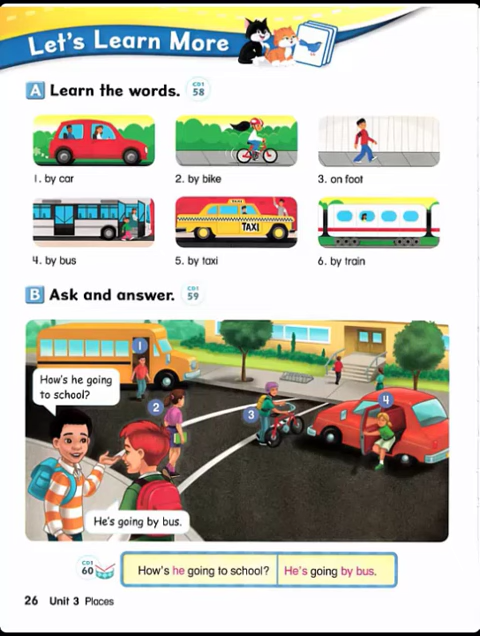 Let's Learn More
A Learn the words. CD1 58
1. by car
2. by bike
3. on foot
TAXI
TAXI
4. by bus
5. by taxi
6. by train
B Ask and answer. CD1 59
1
How's he going
to school?
2
3
4
He's going by bus.
CD1 60
How's he going to school? He's going by bus.
26 Unit 3 Places